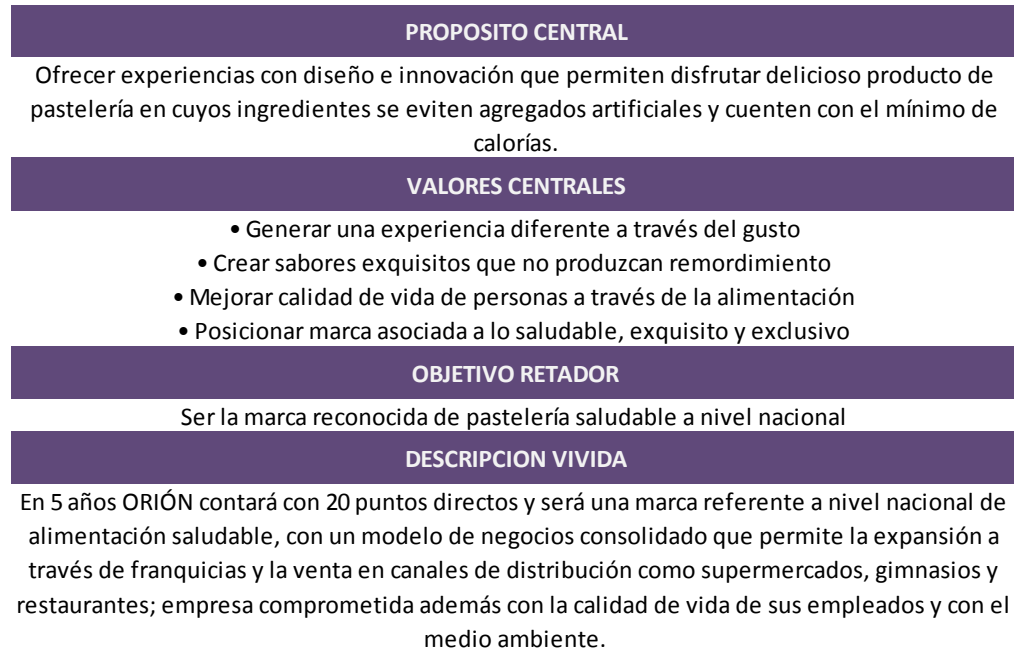 PROPOSITO CENTRAL
Ofrecer experiencias con diseño e innovación que permiten disfrutar delicioso producto de
pastelería en cuyos ingredientes se eviten agregados artificiales y cuenten con el mínimo de
calorías.
VALORES CENTRALES
• Generar una experiencia diferente a través del gusto
• Crear sabores exquisitos que no produzcan remordimiento
• Mejorar calidad de vida de personas a través de la alimentación
• Posicionar marca asociada a lo saludable, exquisito y exclusivo
OBJETIVO RETADOR
Ser la marca reconocida de pastelería saludable a nivel nacional
DESCRIPCION VIVIDA
En 5 años ORIÓN contará con 20 puntos directos y será una marca referente a nivel nacional de
alimentación saludable, con un modelo de negocios consolidado que permite la expansión a
través de franquicias y la venta en canales de distribución como supermercados, gimnasios y
restaurantes; empresa comprometida además con la calidad de vida de sus empleados y con el
medio ambiente.